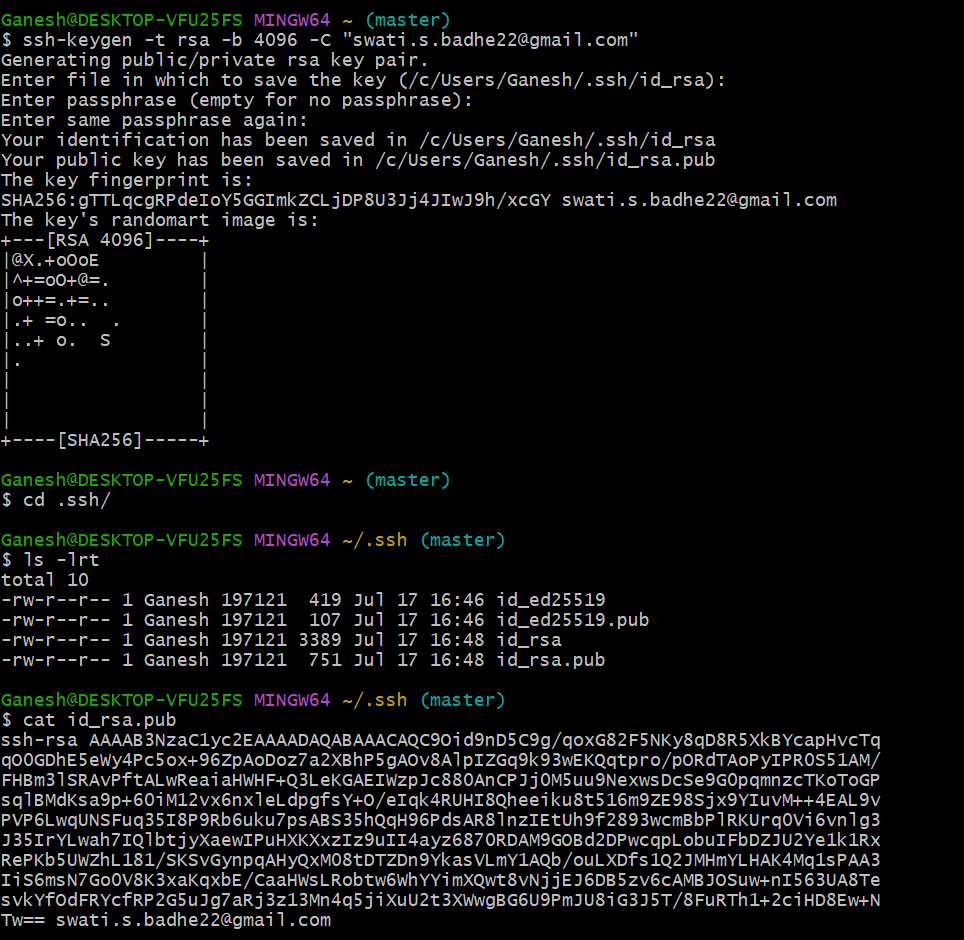 Ganesh@DESKTOP-VFU25FS MINGW64 ~ (master)
$ ssh-keygen -t rsa -b 4096 -C "swati.s.badhe22@gmail.com"
Generating public/private rsa key pair.
Enter file in which to save the key (/c/Users/Ganesh/.ssh/id_rsa):
Enter passphrase (empty for no passphrase):
Enter same passphrase again:
Your identification has been saved in /c/Users/Ganesh/.ssh/id_rsa
Your public key has been saved in /c/Users/Ganesh/.ssh/id_rsa.pub
The key fingerprint is:
SHA256:gTTLqcgRPdeIoY5GGImkZCLjDP8U3Jj4JIwJ9h/xcGY swati.s.badhe22@gmail.com
The key's randomart image is:
+---[RSA 4096]----+
|@X.+oOoE         |
|^+=oO+@=.        |
|o++=.+=..        |
|.+ =o..  .       |
|..+ o.  S        |
|.                |
|                 |
|                 |
|                 |
+----[SHA256]-----+
Ganesh@DESKTOP-VFU25FS MINGW64 ~ (master)
$ cd .ssh/
Ganesh@DESKTOP-VFU25FS MINGW64 ~/.ssh (master)
$ ls -lrt
total 10
-rw-r--r-- 1 Ganesh 197121  419 Jul 17 16:46 id_ed25519
-rw-r--r-- 1 Ganesh 197121  107 Jul 17 16:46 id_ed25519.pub
-rw-r--r-- 1 Ganesh 197121 3389 Jul 17 16:48 id_rsa
-rw-r--r-- 1 Ganesh 197121  751 Jul 17 16:48 id_rsa.pub
Ganesh@DESKTOP-VFU25FS MINGW64 ~/.ssh (master)
$ cat id_rsa.pub
ssh-rsa AAAAB3NzaC1yc2EAAAADAQABAAACAQC9Oid9nD5C9g/qoxG82F5NKy8qD8R5XkBYcapHvcTq
qOOGDhE5eWy4Pc5ox+96ZpAoDoz7a2XBhP5gAOv8AlpIZGq9k93wEKQqtpro/pORdTAoPyIPR0S51AM/
FHBm3lSRAvPftALwReaiaHWHF+Q3LeKGAEIWzpJc880AnCPJjOM5uu9NexwsDcSe9G0pqmnzcTKoToGP
sqlBMdKsa9p+60iM12vx6nxleLdpgfsY+O/eIqk4RUHI8Qheeiku8t516m9ZE98Sjx9YIuvM++4EAL9v
PVP6LwqUNSFuq35I8P9Rb6uku7psABS35hQqH96PdsAR8lnzIEtUh9f2893wcmBbPlRKUrqOVi6vnlg3
J35IrYLwah7IQlbtjyXaewIPuHXKXxzIz9uII4ayz687ORDAM9GOBd2DPwcqpLobuIFbDZJU2Ye1k1Rx
RePKb5UWZhL181/SKSvGynpqAHyQxMO8tDTZDn9YkasVLmY1AQb/ouLXDfs1Q2JMHmYLHAK4Mq1sPAA3
IiS6msN7GoOV8K3xaKqxbE/CaaHWsLRobtw6WhYYimXQwt8vNjjEJ6DB5zv6cAMBJOSuw+nI563UA8Te
svkYfOdFRYcfRP2G5uJg7aRj3z13Mn4q5jiXuU2t3XWwgBG6U9PmJU8iG3J5T/8FuRTh1+2ciHD8Ew+N
Tw== swati.s.badhe22@gmail.com